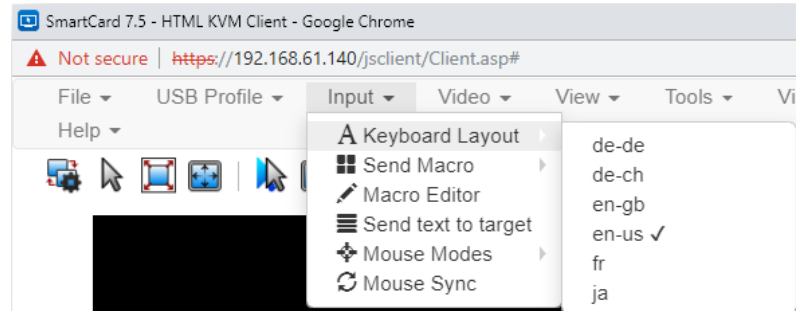 SmartCard 7.5 - HTML KVM Client - Google Chrome
Not secure | https://192.168.61.140/jsclient/Client.asp#
File USB Profile Input Video View Tools Vi
Help
A Keyboard Layout
Send Macro
Macro Editor
Send text to target
Mouse Modes
Mouse Sync
de-de
de-ch
en-gb
en-us ✓
fr
ja